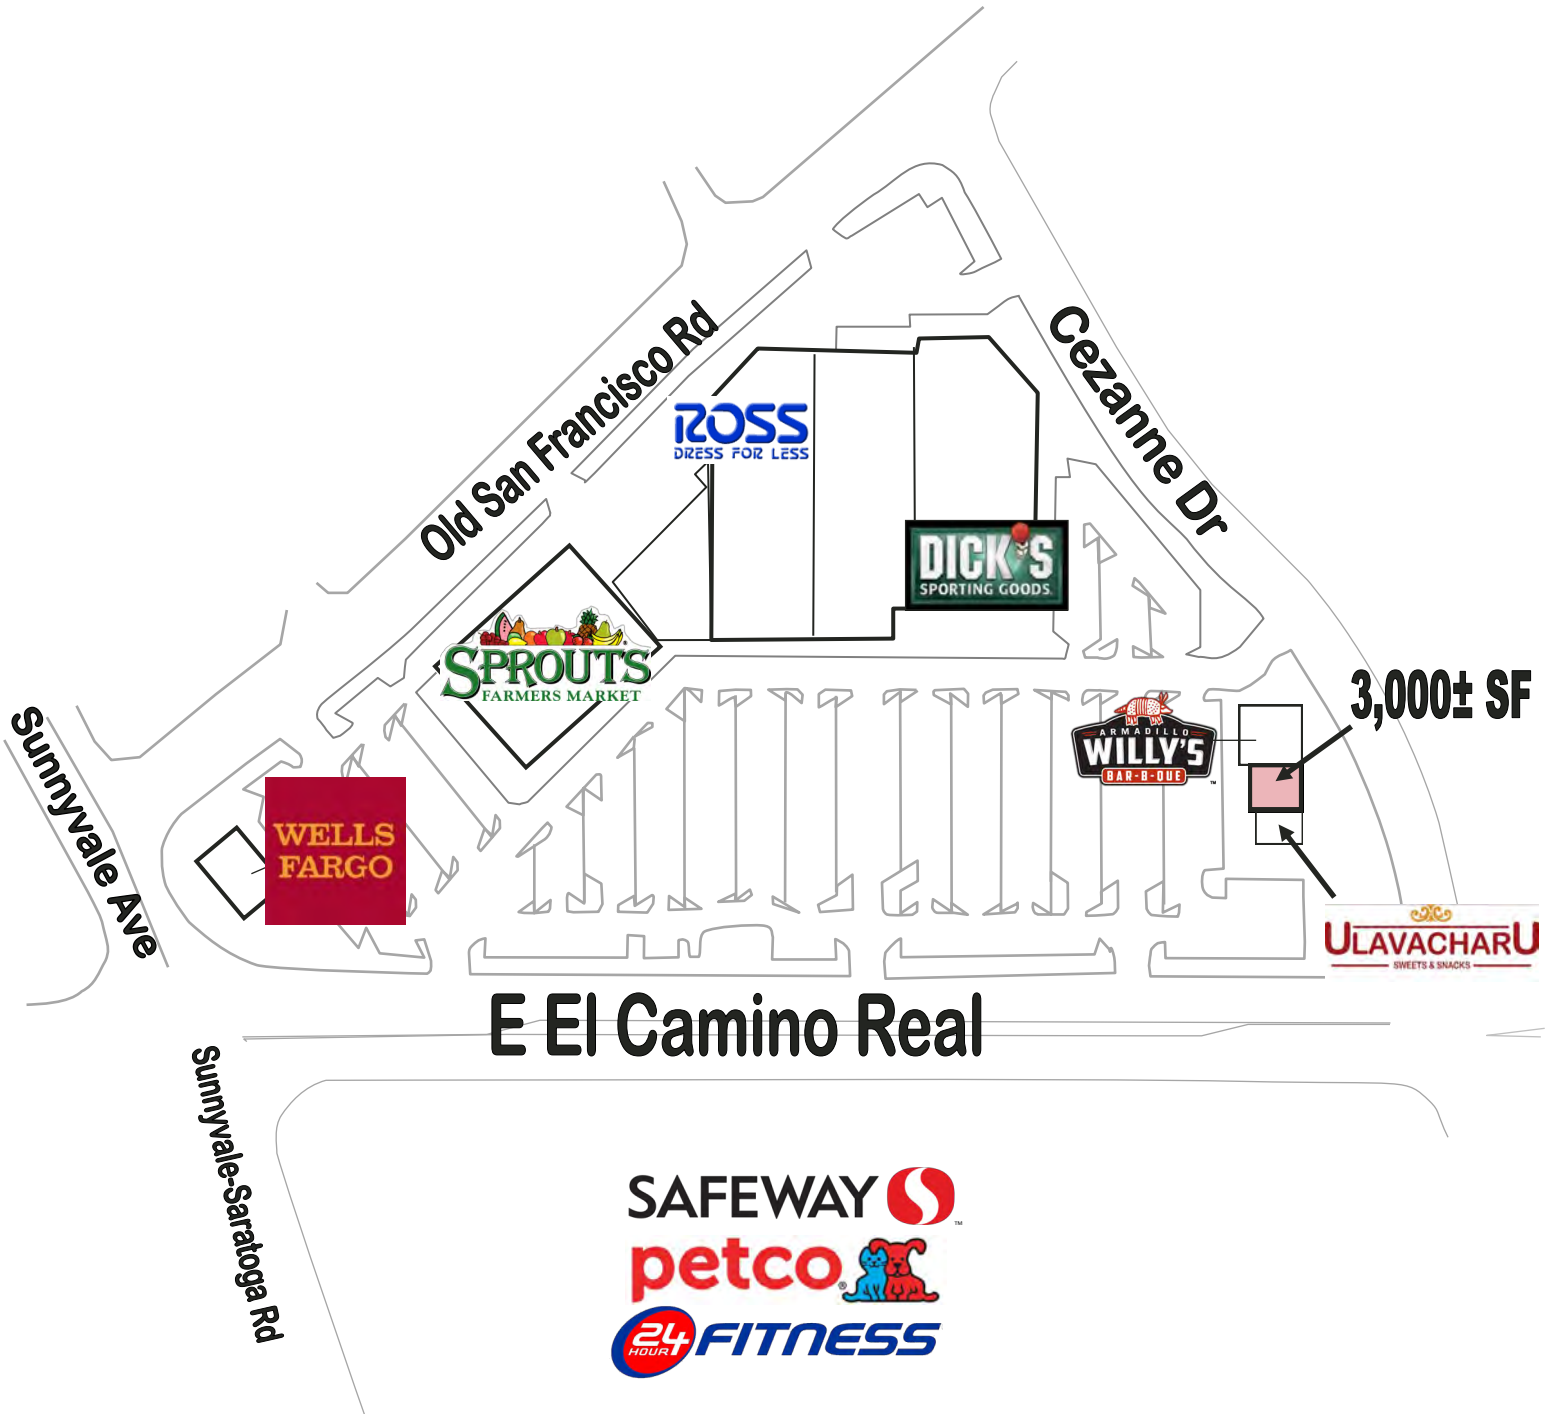 Old San Francisco Rd
Cezanne Dr
ROSS
DRESS FOR LESS
DICK'S
SPORTING GOODS
SPROUTS
FARMERS MARKET
3,000± SF
ARMADILLO
WILLY'S
BAR-B-QUE
™
Sunnyvale Ave
WELLS
FARGO
ULAVACHARU
SWEETS & SNACKS
E El Camino Real
Sunnyvale-Saratoga Rd
SAFEWAY
™
petco®
24
HOUR
FITNESS